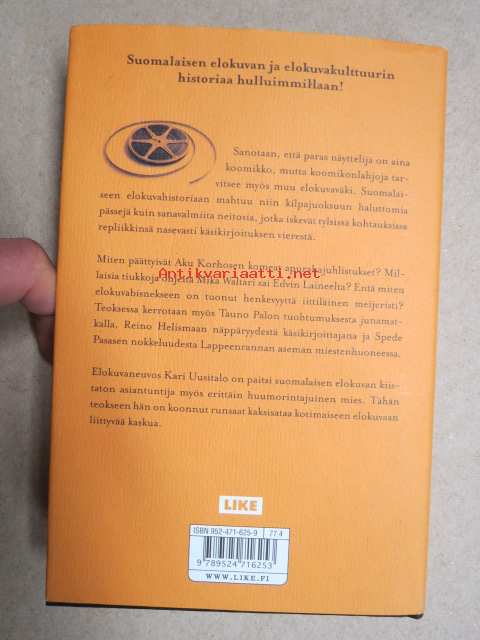 Suomalaisen elokuvan ja elokuvakulttuurin
historiaa hulluimmillaan!
Sanotaan, että paras näyttelijä on aina
koomikko, mutta koomikonlahjoja tar-
vitsee myös muu elokuvaväki. Suomalai-
seen elokuvahistoriaan mahtuu niin kilpajuoksuun haluttomia
pässejä kuin sanavalmiita neitosia, jotka iskevät tylsissä kohtauksissa
repliikkinsä nasevasti käsikirjoituksen vierestä.
Miten päättyivät Aku Korhosen komeat apurahajuhlistukset? Mil-
Antikvariaatti.net
laisia tiukkoja ohjeita Mika Waltari sai Edvin Laineelta? Entä miten
elokuvabisnekseen on tuonut henkevyyttä iittiläinen meijeristi?
Teoksessa kerrotaan myös Tauno Palon tuohtumuksesta junamat-
kalla, Reino Helismaan näppäryydestä käsikirjoittajana ja Spede
Pasasen nokkeluudesta Lappeenrannan aseman miestenhuoneessa.
Elokuvaneuvos Kari Uusitalo on paitsi suomalaisen elokuvan kiis-
taton asiantuntija myös erittäin huumorintajuinen mies. Tähän
teokseen hän on koonnut runsaat kaksisataa kotimaiseen elokuvaan
liittyvää kaskua.
LIKE
ISBN 952-471-625-9 77.4
9 789524 716253
WWW.LIKE.FI